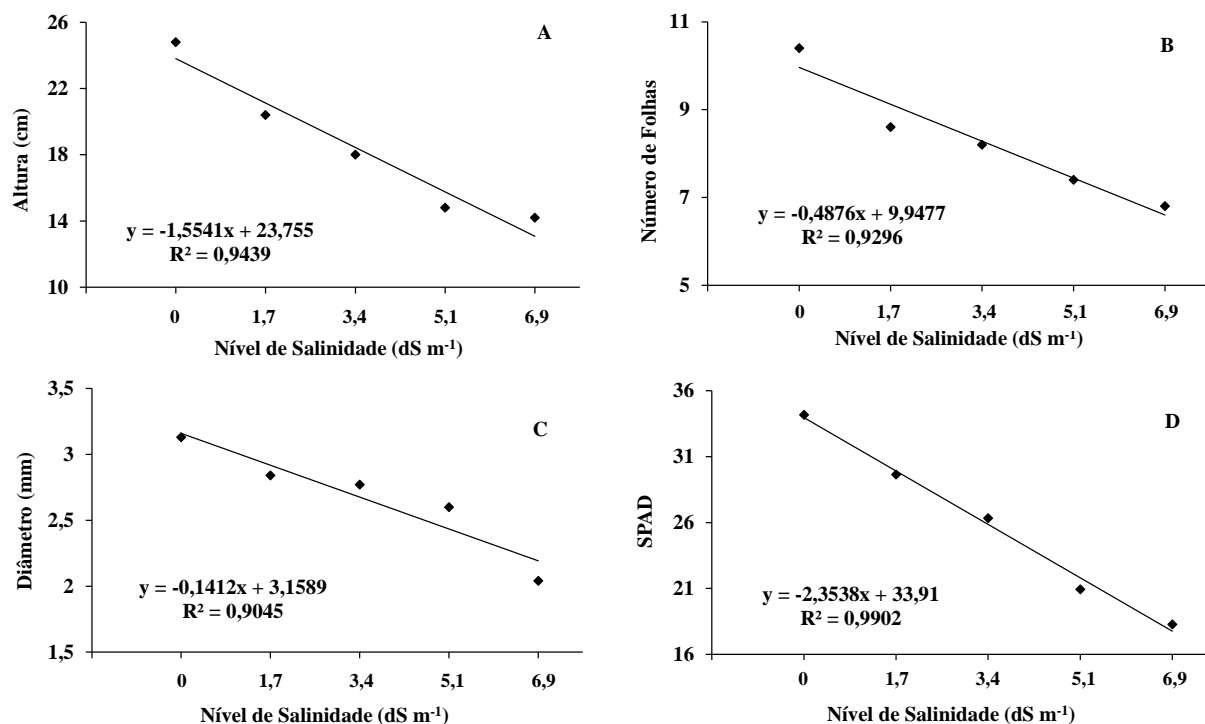 A
Altura (cm)
26
22
18
14
10
y = -1,5541x + 23,755
R² = 0,9439
0 1,7 3,4 5,1 6,9
Nível de Salinidade (dS m⁻¹)
B
Número de Folhas
11
9
7
5
y = -0,4876x + 9,9477
R² = 0,9296
0 1,7 3,4 5,1 6,9
Nível de Salinidade (dS m⁻¹)
C
Diâmetro (mm)
3,5
3
2,5
2
1,5
y = -0,1412x + 3,1589
R² = 0,9045
0 1,7 3,4 5,1 6,9
Nível de Salinidade (dS m⁻¹)
D
SPAD
36
31
26
21
16
y = -2,3538x + 33,91
R² = 0,9902
0 1,7 3,4 5,1 6,9
Nível de Salinidade (dS m⁻¹)